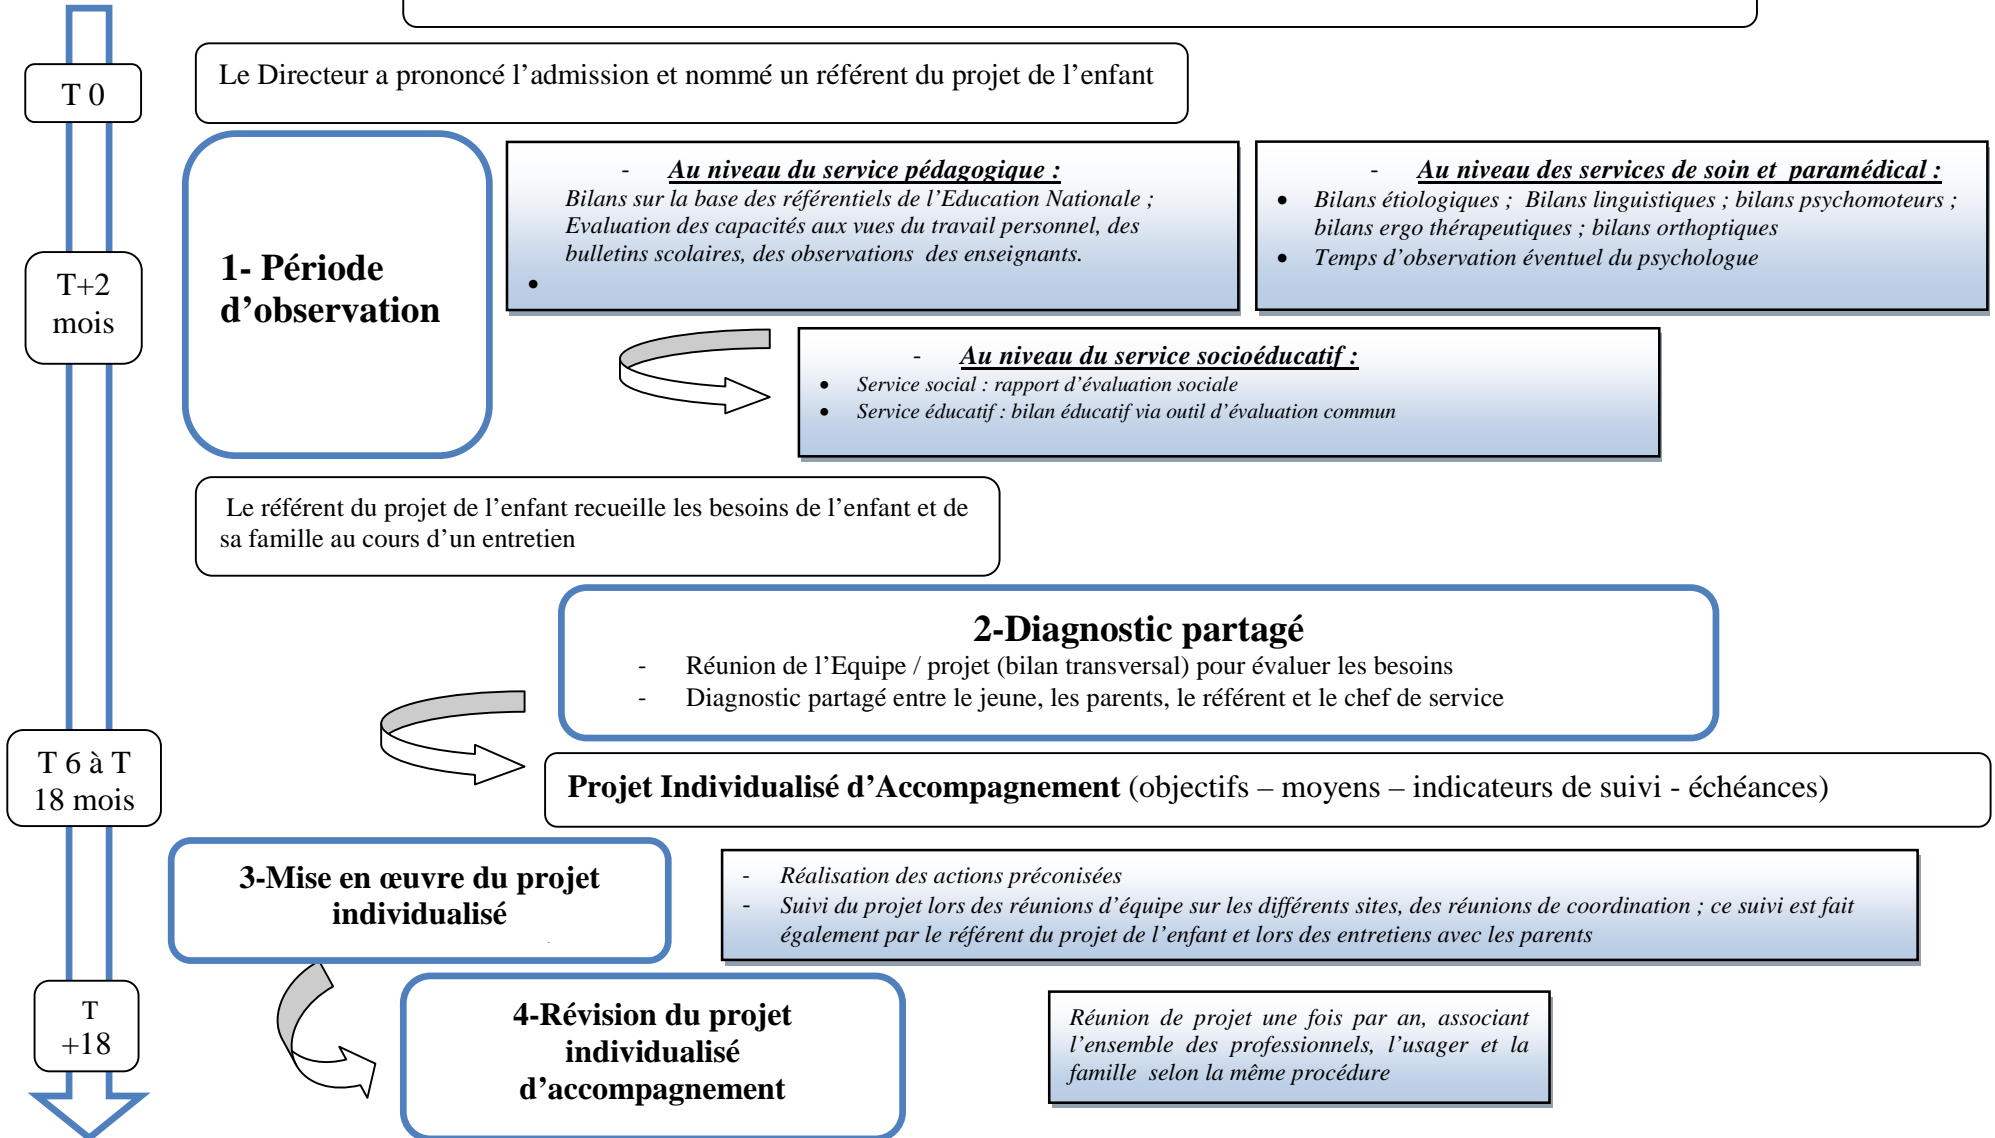 T 0
Le Directeur a prononcé l’admission et nommé un référent du projet de l’enfant
T+2
mois
1- Période
d’observation
- Au niveau du service pédagogique :
Bilans sur la base des référentiels de l’Education Nationale ;
Evaluation des capacités aux vues du travail personnel, des
bulletins scolaires, des observations des enseignants.
•
- Au niveau des services de soin et paramédical :
• Bilans étiologiques ; Bilans linguistiques ; bilans psychomoteurs ;
bilans ergo thérapeutiques ; bilans orthoptiques
• Temps d’observation éventuel du psychologue
- Au niveau du service socioéducatif :
• Service social : rapport d’évaluation sociale
• Service éducatif : bilan éducatif via outil d’évaluation commun
Le référent du projet de l’enfant recueille les besoins de l’enfant et de
sa famille au cours d’un entretien
2-Diagnostic partagé
- Réunion de l’Equipe / projet (bilan transversal) pour évaluer les besoins
- Diagnostic partagé entre le jeune, les parents, le référent et le chef de service
T 6 à T
18 mois
Projet Individualisé d’Accompagnement (objectifs – moyens – indicateurs de suivi - échéances)
3-Mise en œuvre du projet
individualisé
- Réalisation des actions préconisées
- Suivi du projet lors des réunions d’équipe sur les différents sites, des réunions de coordination ; ce suivi est fait
également par le référent du projet de l’enfant et lors des entretiens avec les parents
T
+18
4-Révision du projet
individualisé
d’accompagnement
Réunion de projet une fois par an, associant
l’ensemble des professionnels, l’usager et la
famille selon la même procédure